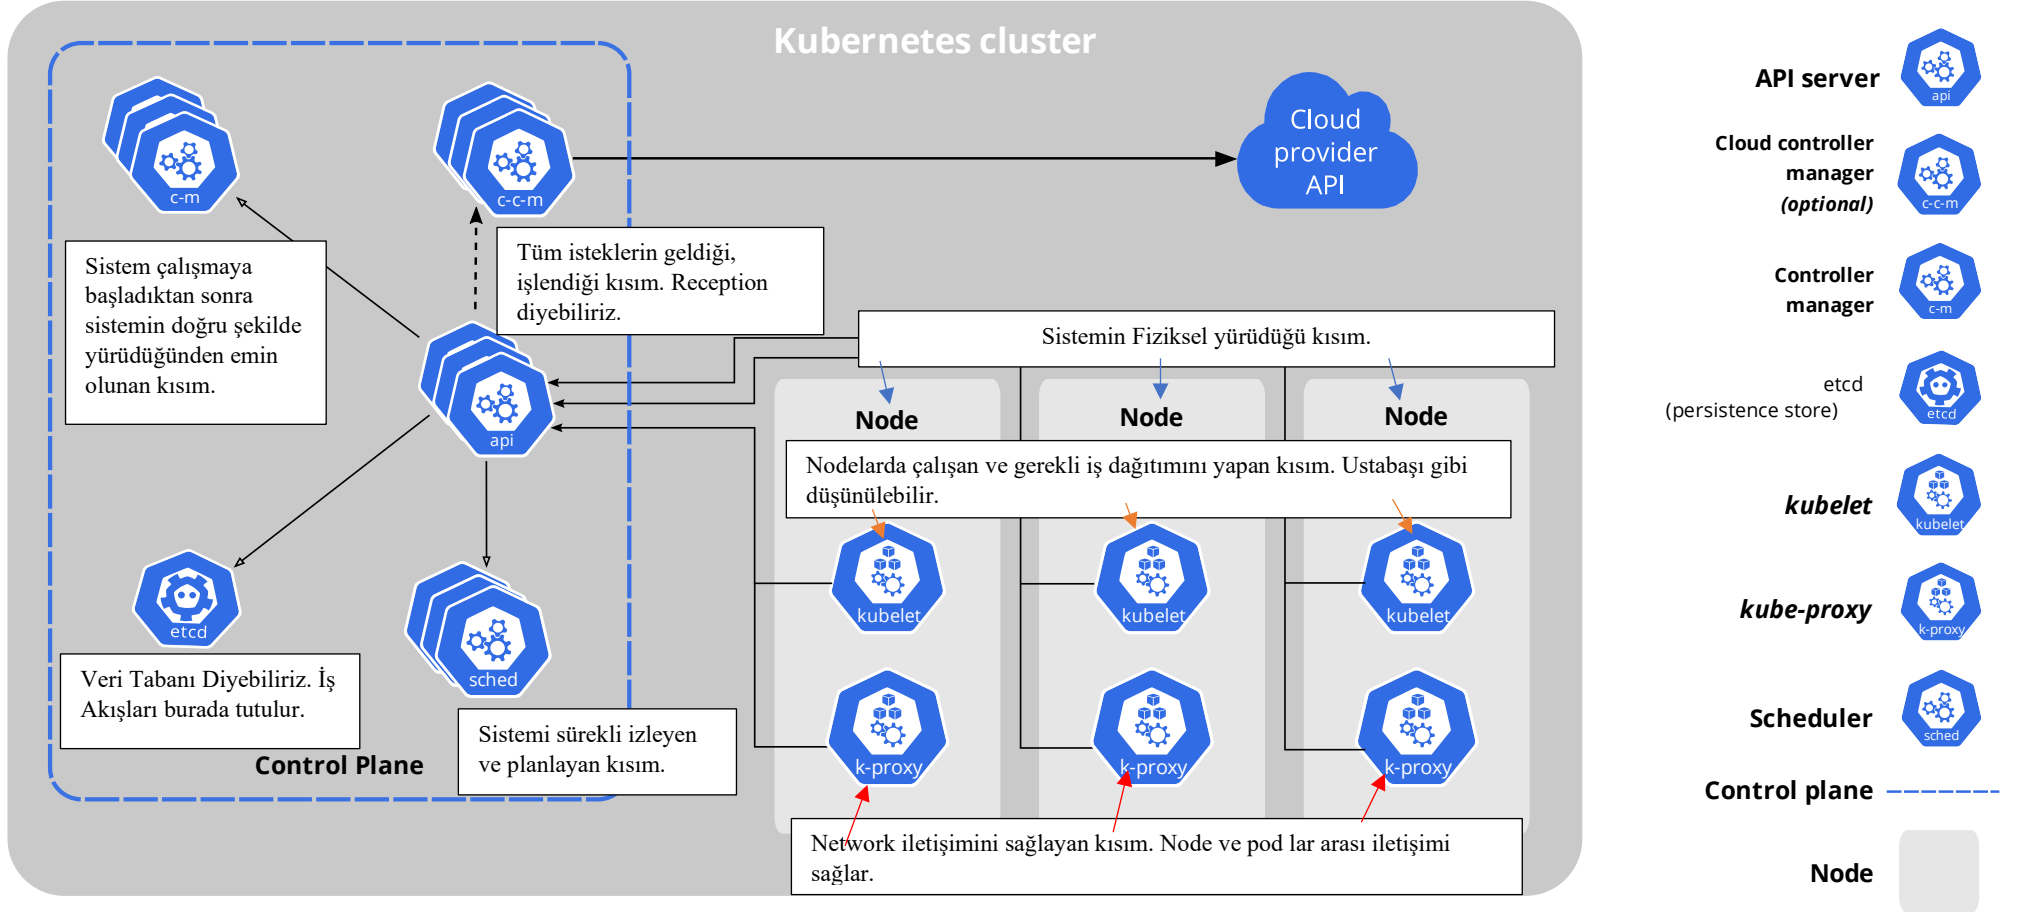 Kubernetes cluster
c-m
c-c-m
Cloud
provider
API
Sistem çalışmaya
başladıktan sonra
sistemin doğru şekilde
yürüdüğünden emin
olunan kısım.
Tüm isteklerin geldiği,
işlendiği kısım. Reception
diyebiliriz.
Sistemin Fiziksel yürüdüğü kısım.
api
Node
Node
Node
Nodelarda çalışan ve gerekli iş dağıtımını yapan kısım. Ustabaşı gibi
düşünülebilir.
etcd
sched
kubelet
kubelet
kubelet
Veri Tabanı Diyebiliriz. İş
Akışları burada tutulur.
Sistemi sürekli izleyen
ve planlayan kısım.
Control Plane
k-proxy
k-proxy
k-proxy
Network iletişimini sağlayan kısım. Node ve pod lar arası iletişimi
sağlar.
API server
api
Cloud controller
manager
(optional)
c-c-m
Controller
manager
c-m
etcd
(persistence store)
etcd
kubelet
kubelet
kube-proxy
k-proxy
Scheduler
sched
Control plane
Node